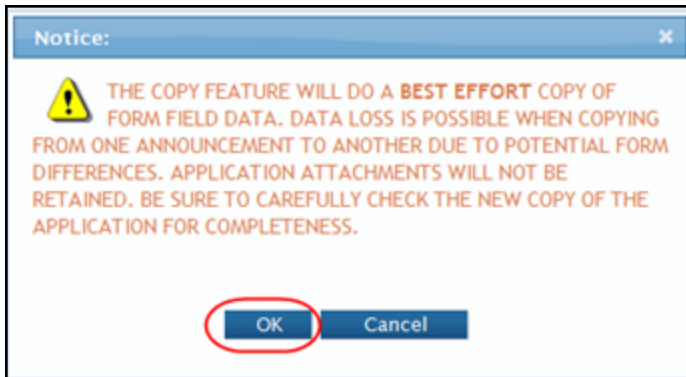 Notice:
THE COPY FEATURE WILL DO A BEST EFFORT COPY OF
FORM FIELD DATA. DATA LOSS IS POSSIBLE WHEN COPYING
FROM ONE ANNOUNCEMENT TO ANOTHER DUE TO POTENTIAL FORM
DIFFERENCES. APPLICATION ATTACHMENTS WILL NOT BE
RETAINED. BE SURE TO CAREFULLY CHECK THE NEW COPY OF THE
APPLICATION FOR COMPLETENESS.
OK Cancel